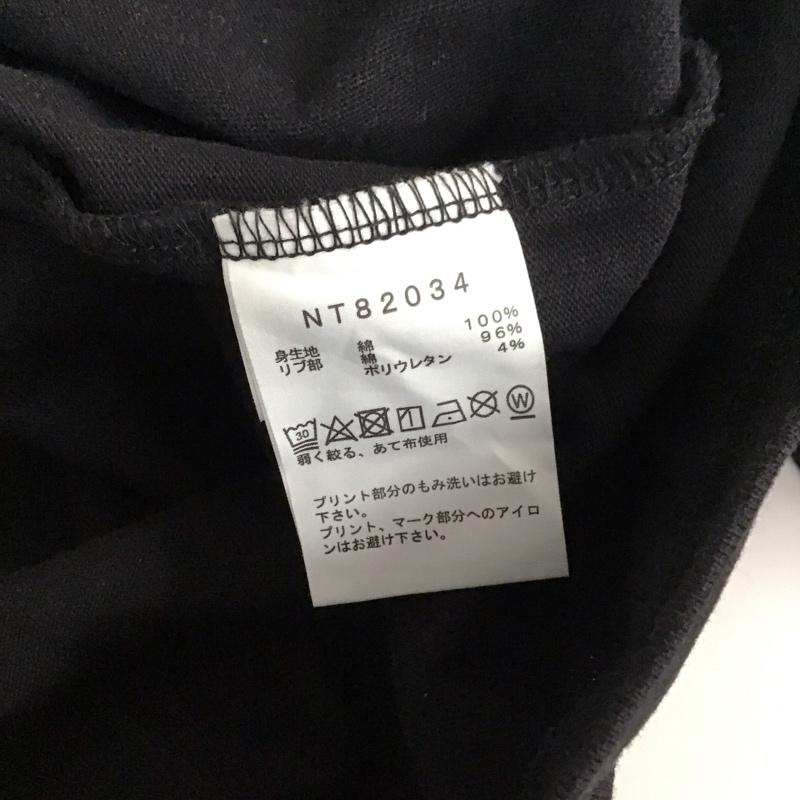 NT82034
身生地 綿 100%
リブ部 綿 96%
ポリウレタン 4%
30 W
弱く絞る、あて布使用
プリント部分のもみ洗いはお避け
下さい。
プリント、マーク部分へのアイロ
ンはお避け下さい。